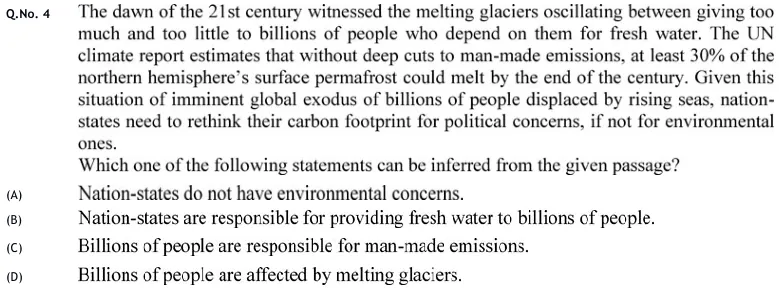 Q.No. 4 The dawn of the 21st century witnessed the melting glaciers oscillating between giving too
much and too little to billions of people who depend on them for fresh water. The UN
climate report estimates that without deep cuts to man-made emissions, at least 30% of the
northern hemisphere's surface permafrost could melt by the end of the century. Given this
situation of imminent global exodus of billions of people displaced by rising seas, nation-
states need to rethink their carbon footprint for political concerns, if not for environmental
ones.
Which one of the following statements can be inferred from the given passage?
(A) Nation-states do not have environmental concerns.
(B) Nation-states are responsible for providing fresh water to billions of people.
(C) Billions of people are responsible for man-made emissions.
(D) Billions of people are affected by melting glaciers.